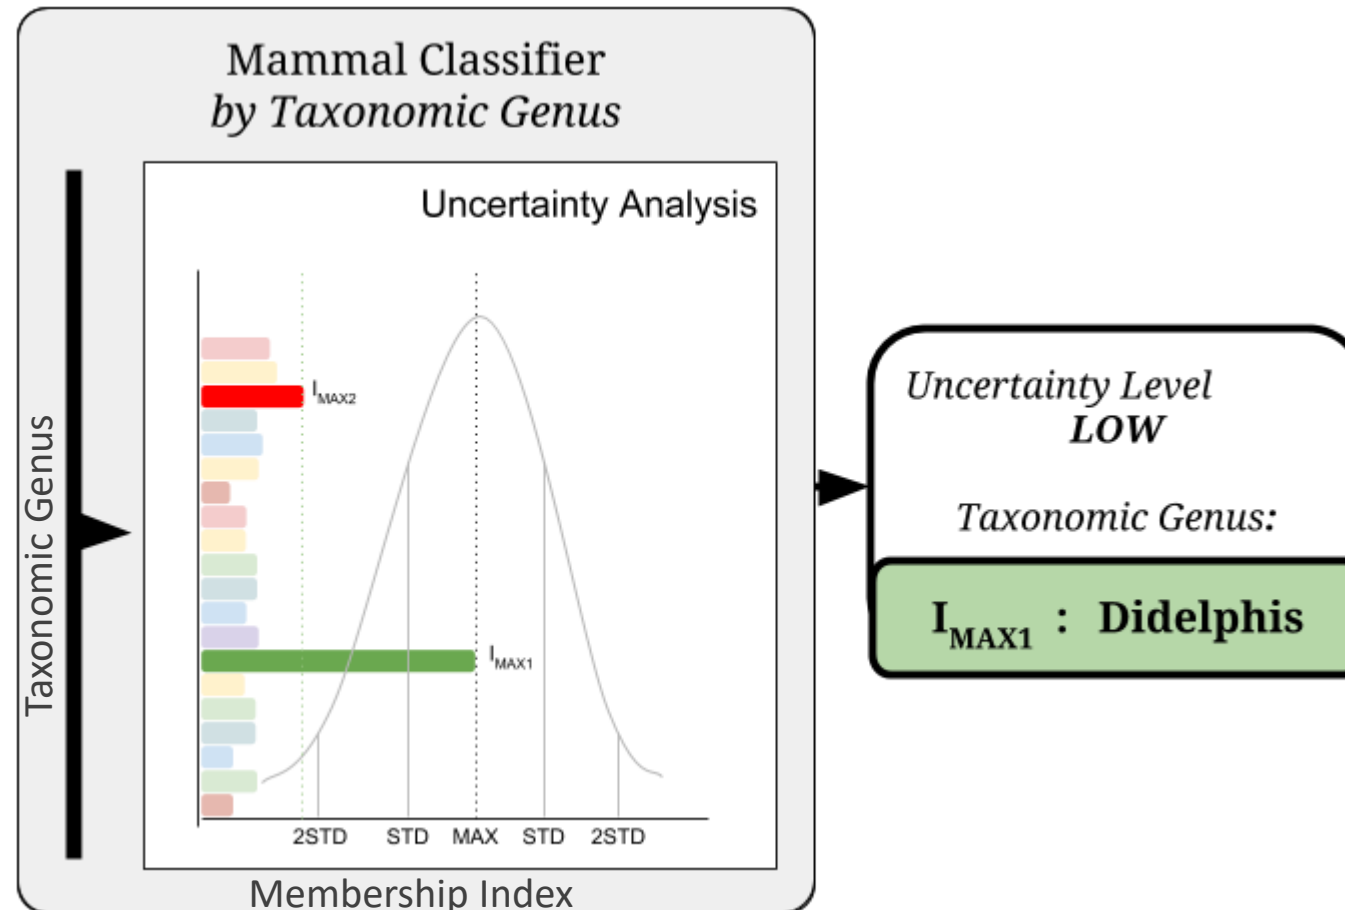 Mammal Classifier
by Taxonomic Genus
Uncertainty Analysis
Taxonomic Genus
IMAX2
IMAX1
2STD STD MAX STD 2STD
Membership Index
Uncertainty Level
LOW
Taxonomic Genus:
IMAX1 : Didelphis